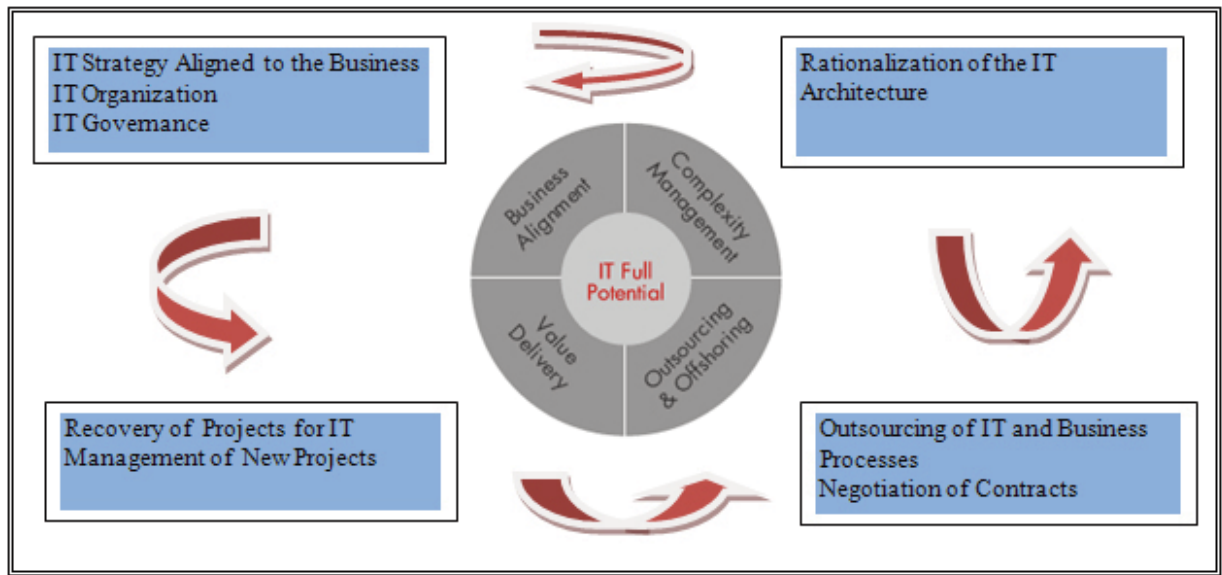 IT Strategy Aligned to the Business
IT Organization
IT Governance
Rationalization of the IT
Architecture
Business
Alignment
Complexity
Management
IT Full
Potential
Value
Delivery
Outsourcing
& Offshoring
Recovery of Projects for IT
Management of New Projects
Outsourcing of IT and Business
Processes
Negotiation of Contracts